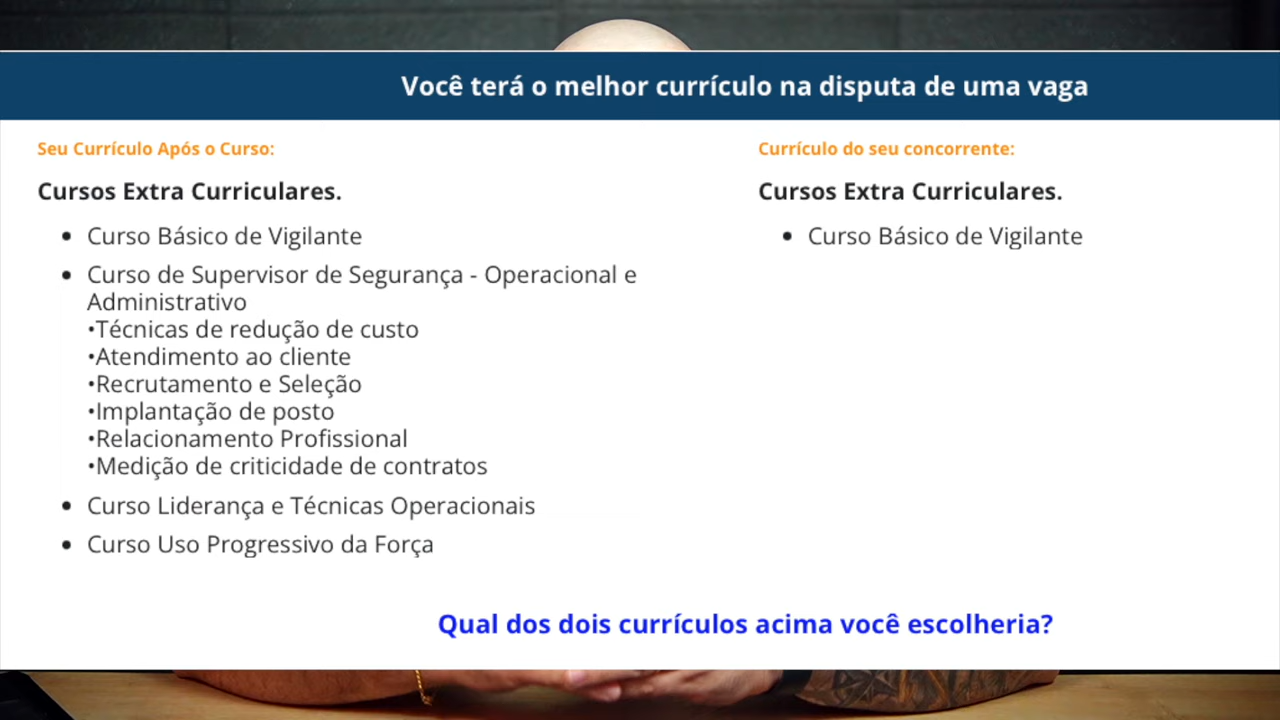 Você terá o melhor currículo na disputa de uma vaga
Seu Currículo Após o Curso:
Cursos Extra Curriculares.
• Curso Básico de Vigilante
• Curso de Supervisor de Segurança - Operacional e
Administrativo
•Técnicas de redução de custo
•Atendimento ao cliente
•Recrutamento e Seleção
•Implantação de posto
•Relacionamento Profissional
•Medição de criticidade de contratos
• Curso Liderança e Técnicas Operacionais
• Curso Uso Progressivo da Força
Currículo do seu concorrente:
Cursos Extra Curriculares.
• Curso Básico de Vigilante
Qual dos dois currículos acima você escolheria?